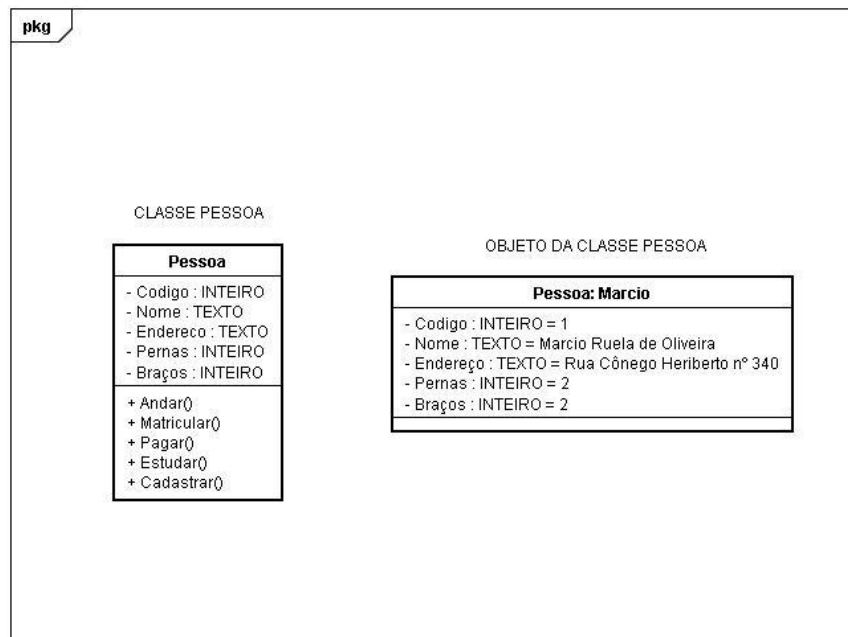 pkg
CLASSE PESSOA
Pessoa
- Codigo : INTEIRO
- Nome : TEXTO
- Endereco : TEXTO
- Pernas : INTEIRO
- Braços : INTEIRO
+ Andar()
+ Matricular()
+ Pagar()
+ Estudar()
+ Cadastrar()
OBJETO DA CLASSE PESSOA
Pessoa: Marcio
- Codigo : INTEIRO = 1
- Nome : TEXTO = Marcio Ruela de Oliveira
- Endereço : TEXTO = Rua Cônego Heriberto nº 340
- Pernas : INTEIRO = 2
- Braços : INTEIRO = 2